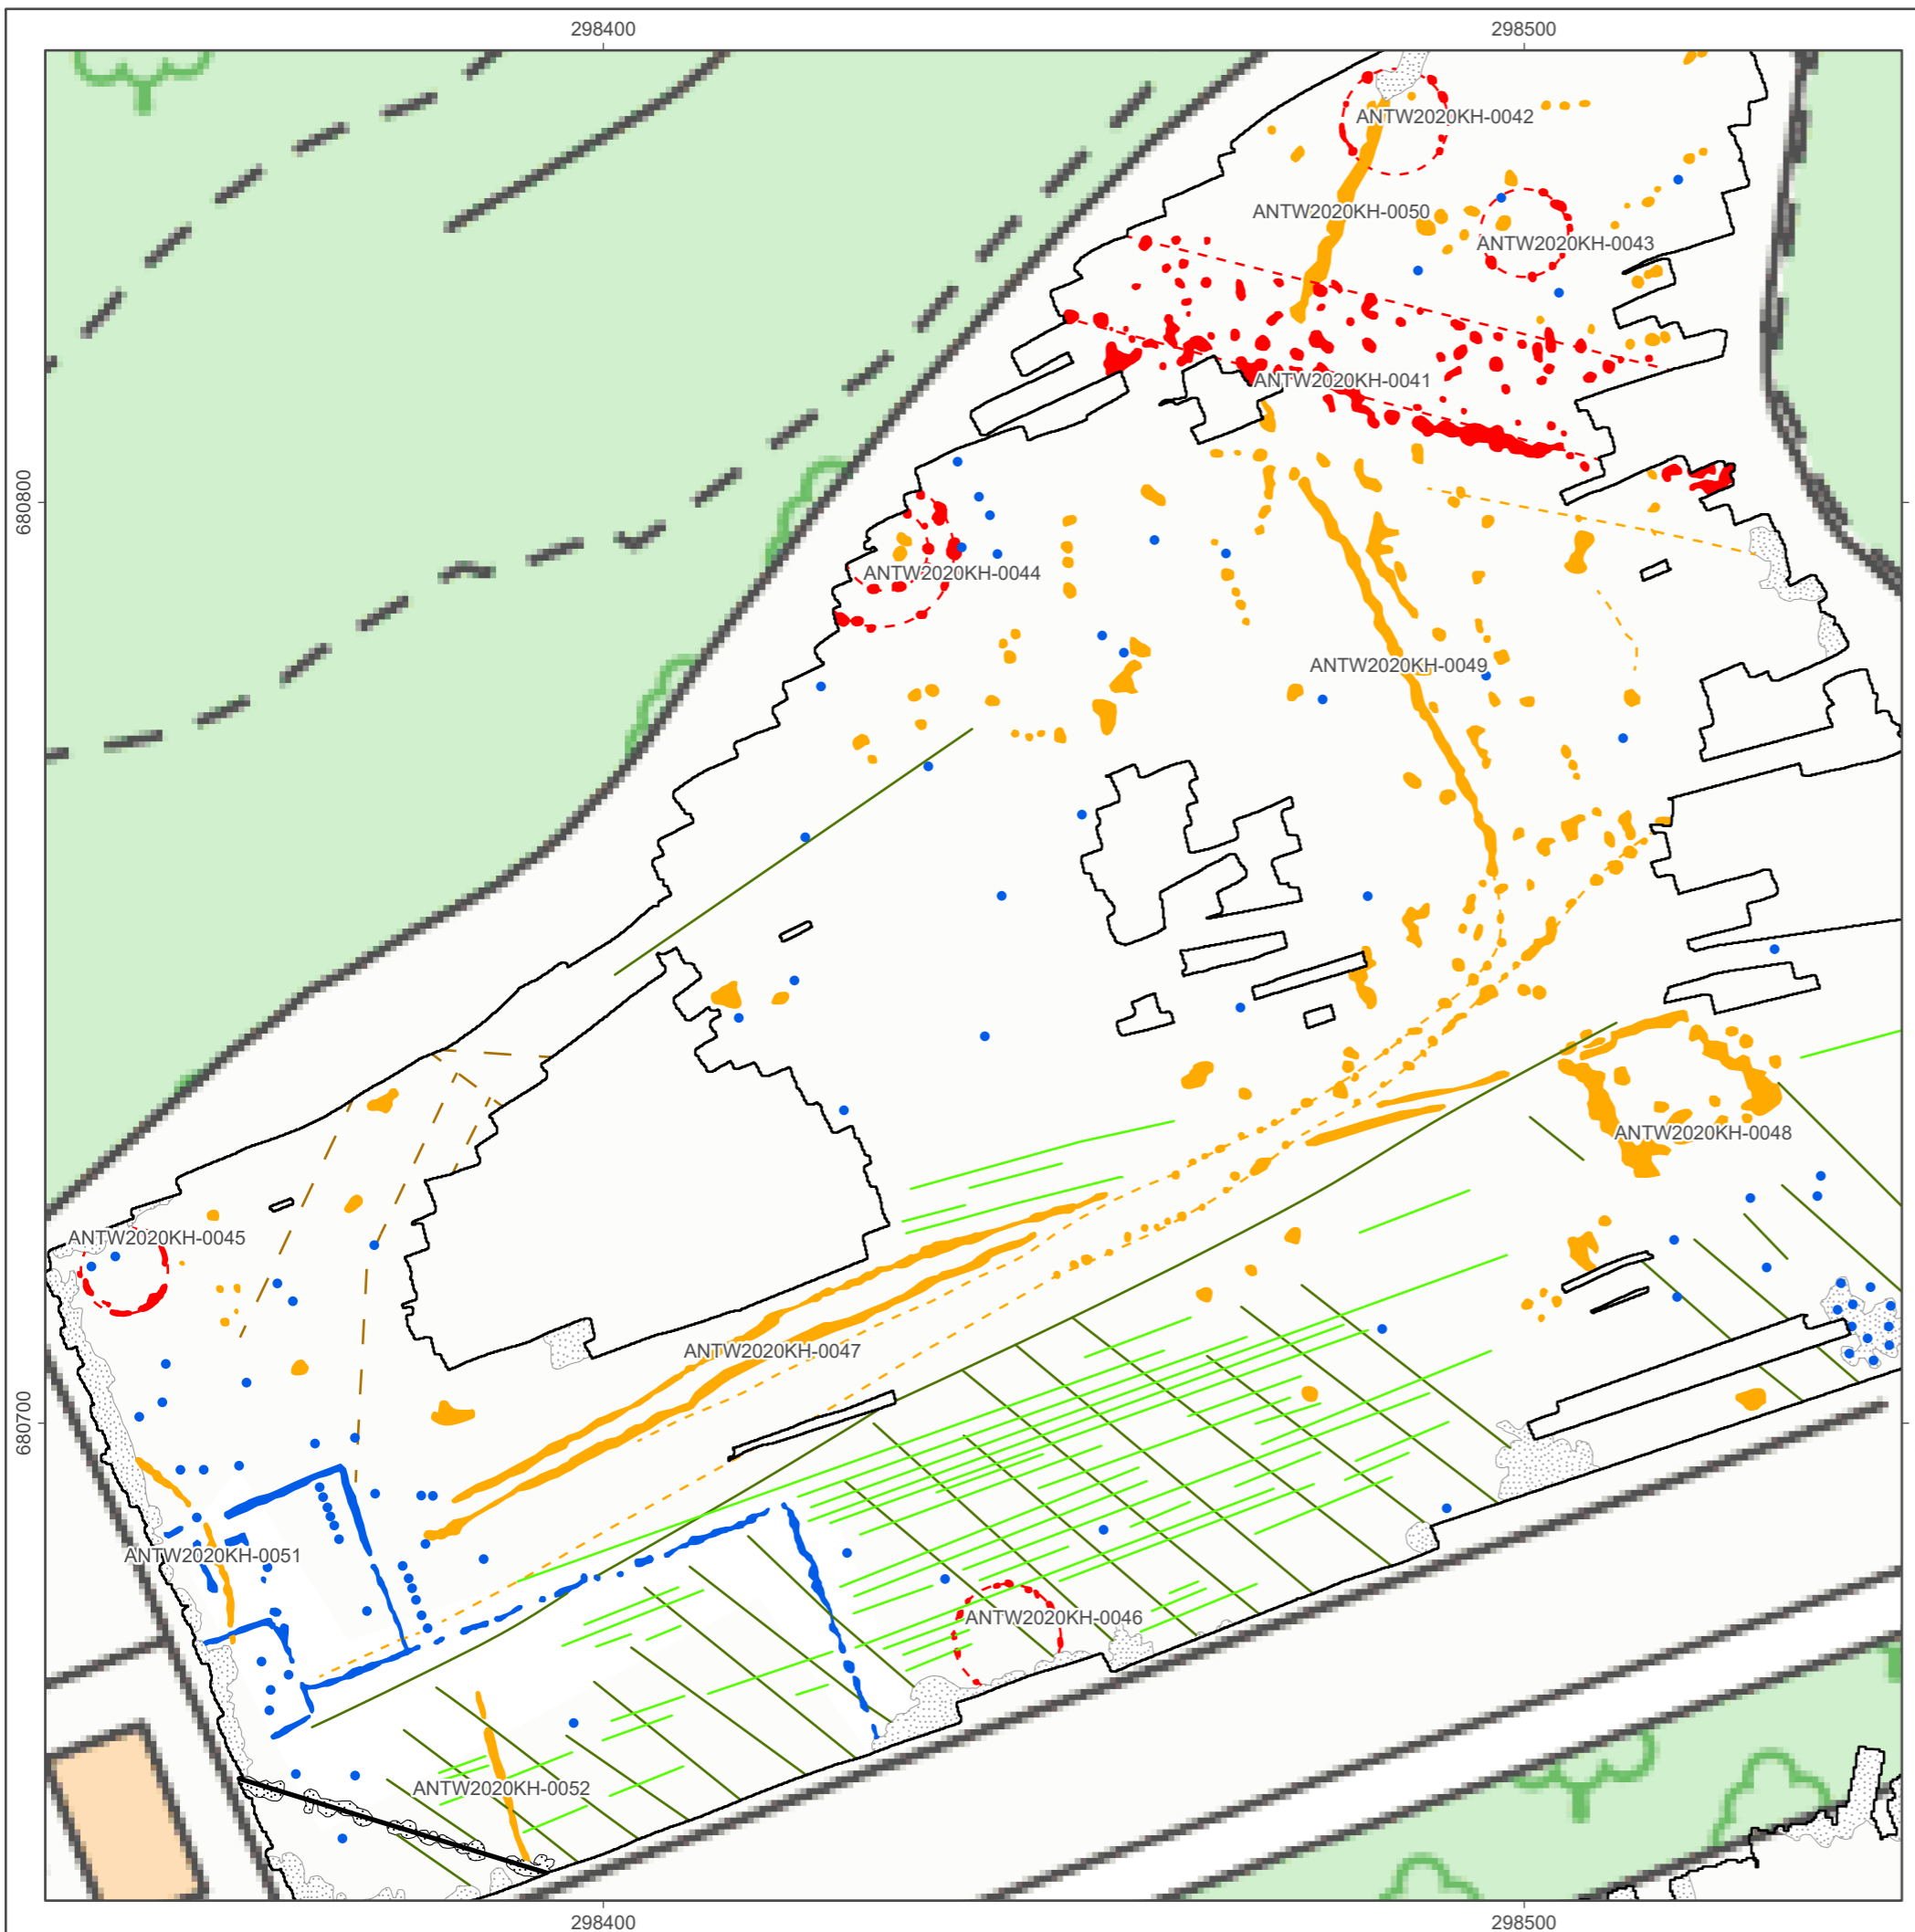 298400
298500
ANTW2020KH-0042
ANTW2020KH-0050
ANTW2020KH-0043
ANTW2020KH-0041
680800
ANTW2020KH-0044
ANTW2020KH-0049
ANTW2020KH-0048
ANTW2020KH-0045
ANTW2020KH-0047
680700
ANTW2020KH-0051
ANTW2020KH-0046
ANTW2020KH-0052
298400
298500